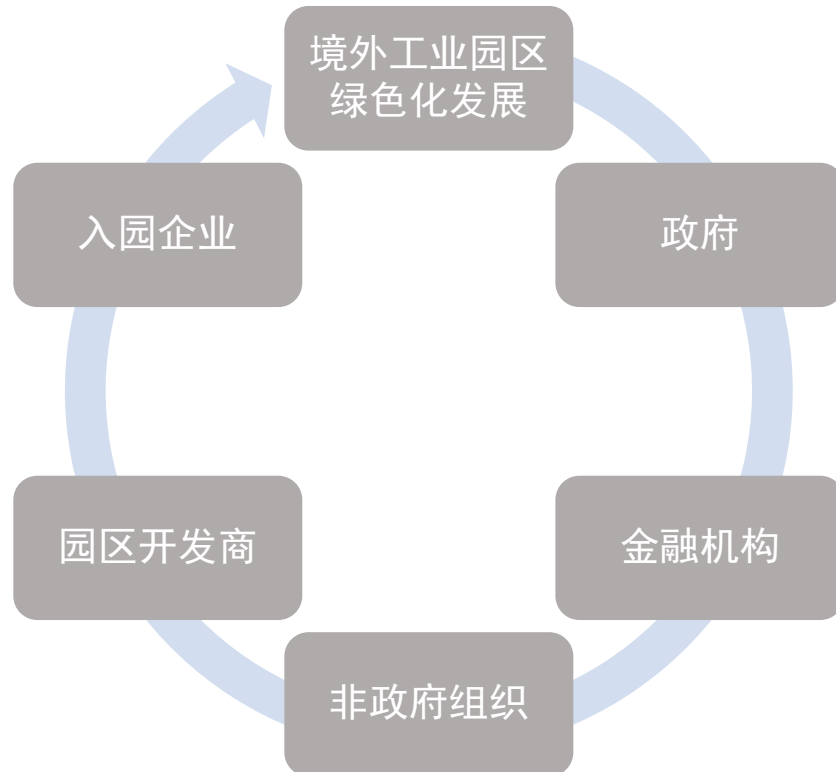 境外工业园区
绿色化发展
入园企业
政府
园区开发商
金融机构
非政府组织